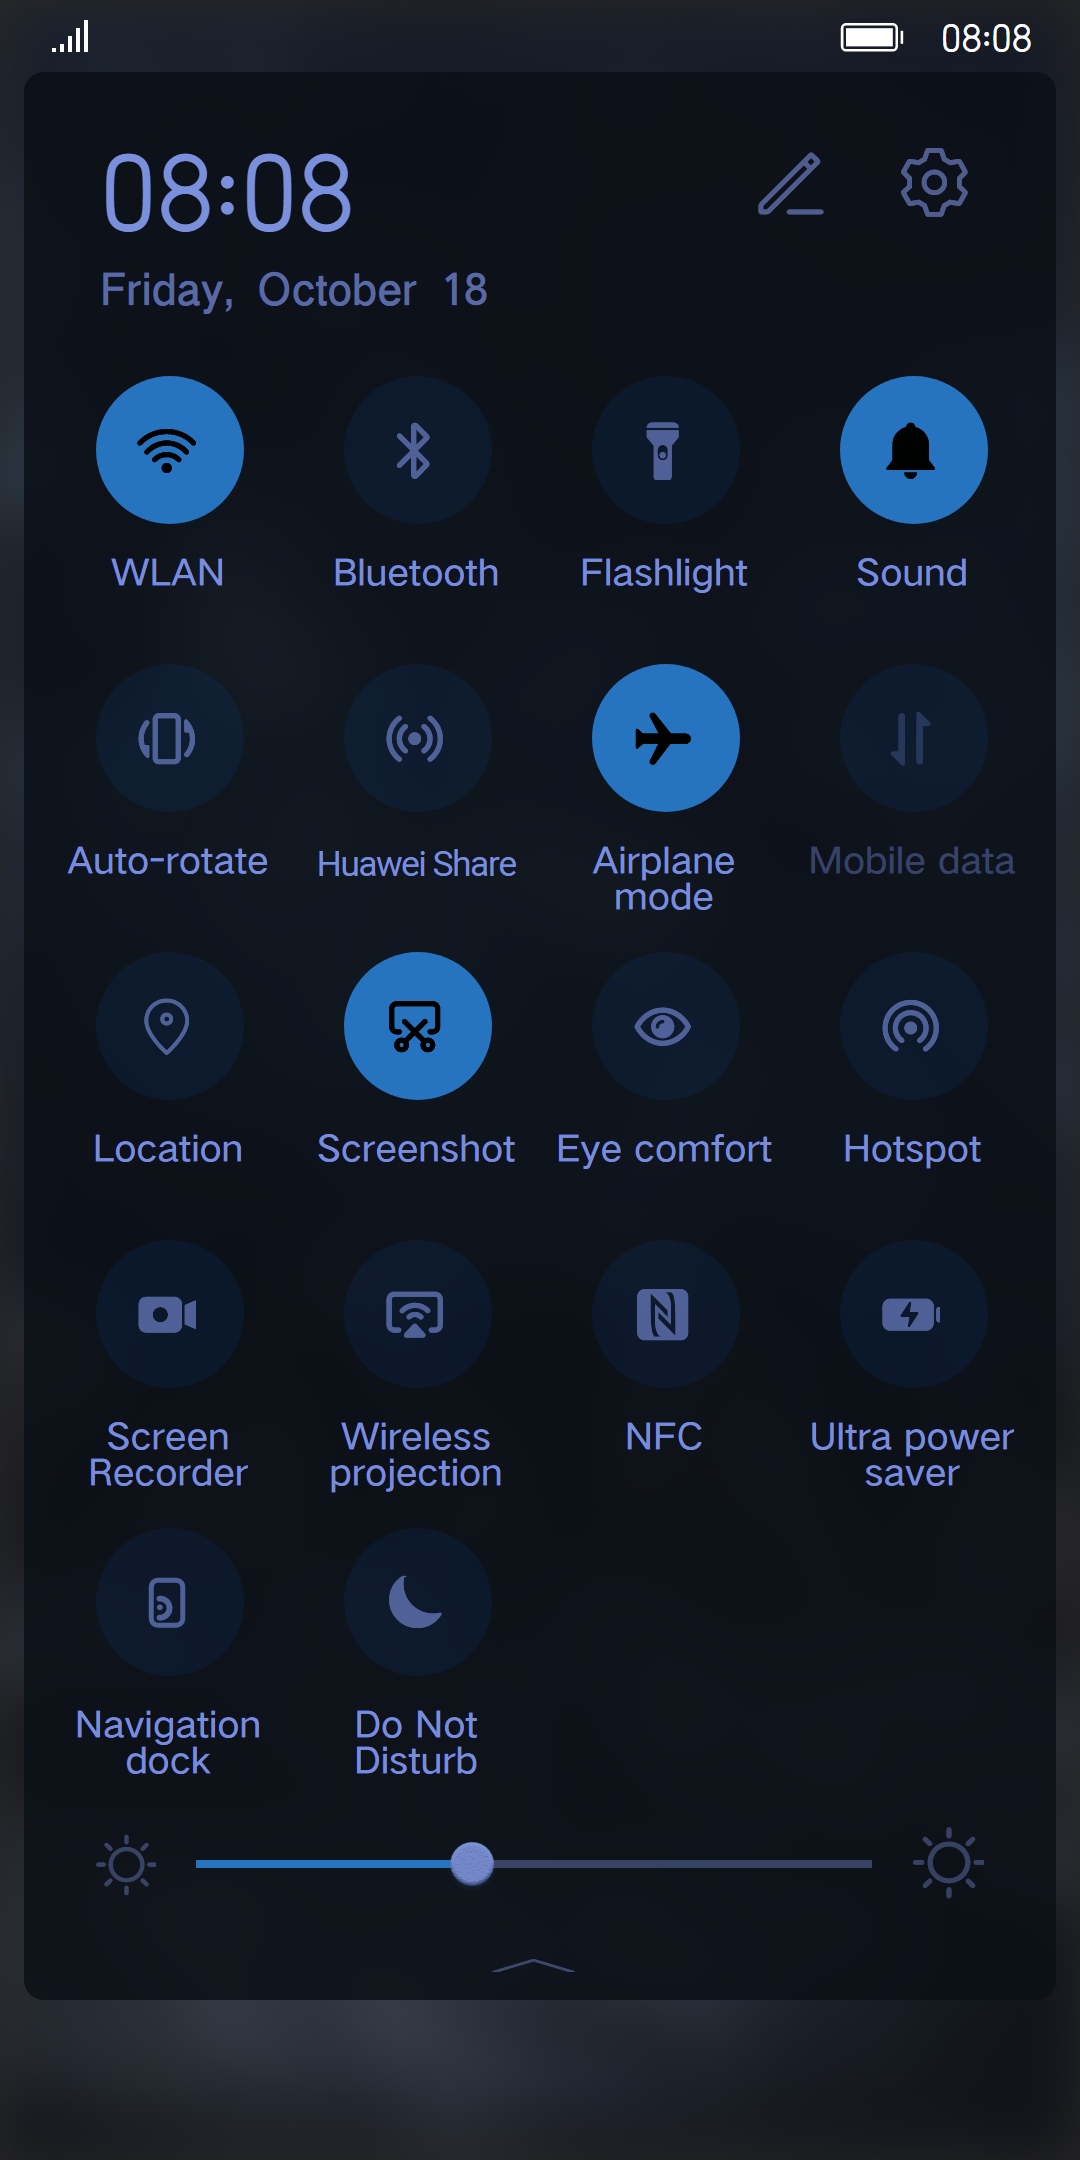 08:08
08:08
Friday, October 18
WLAN
Bluetooth
Flashlight
Sound
Auto-rotate
Huawei Share
Airplane
mode
Mobile data
Location
Screenshot
Eye comfort
Hotspot
Screen
Recorder
Wireless
projection
NFC
Ultra power
saver
Navigation
dock
Do Not
Disturb